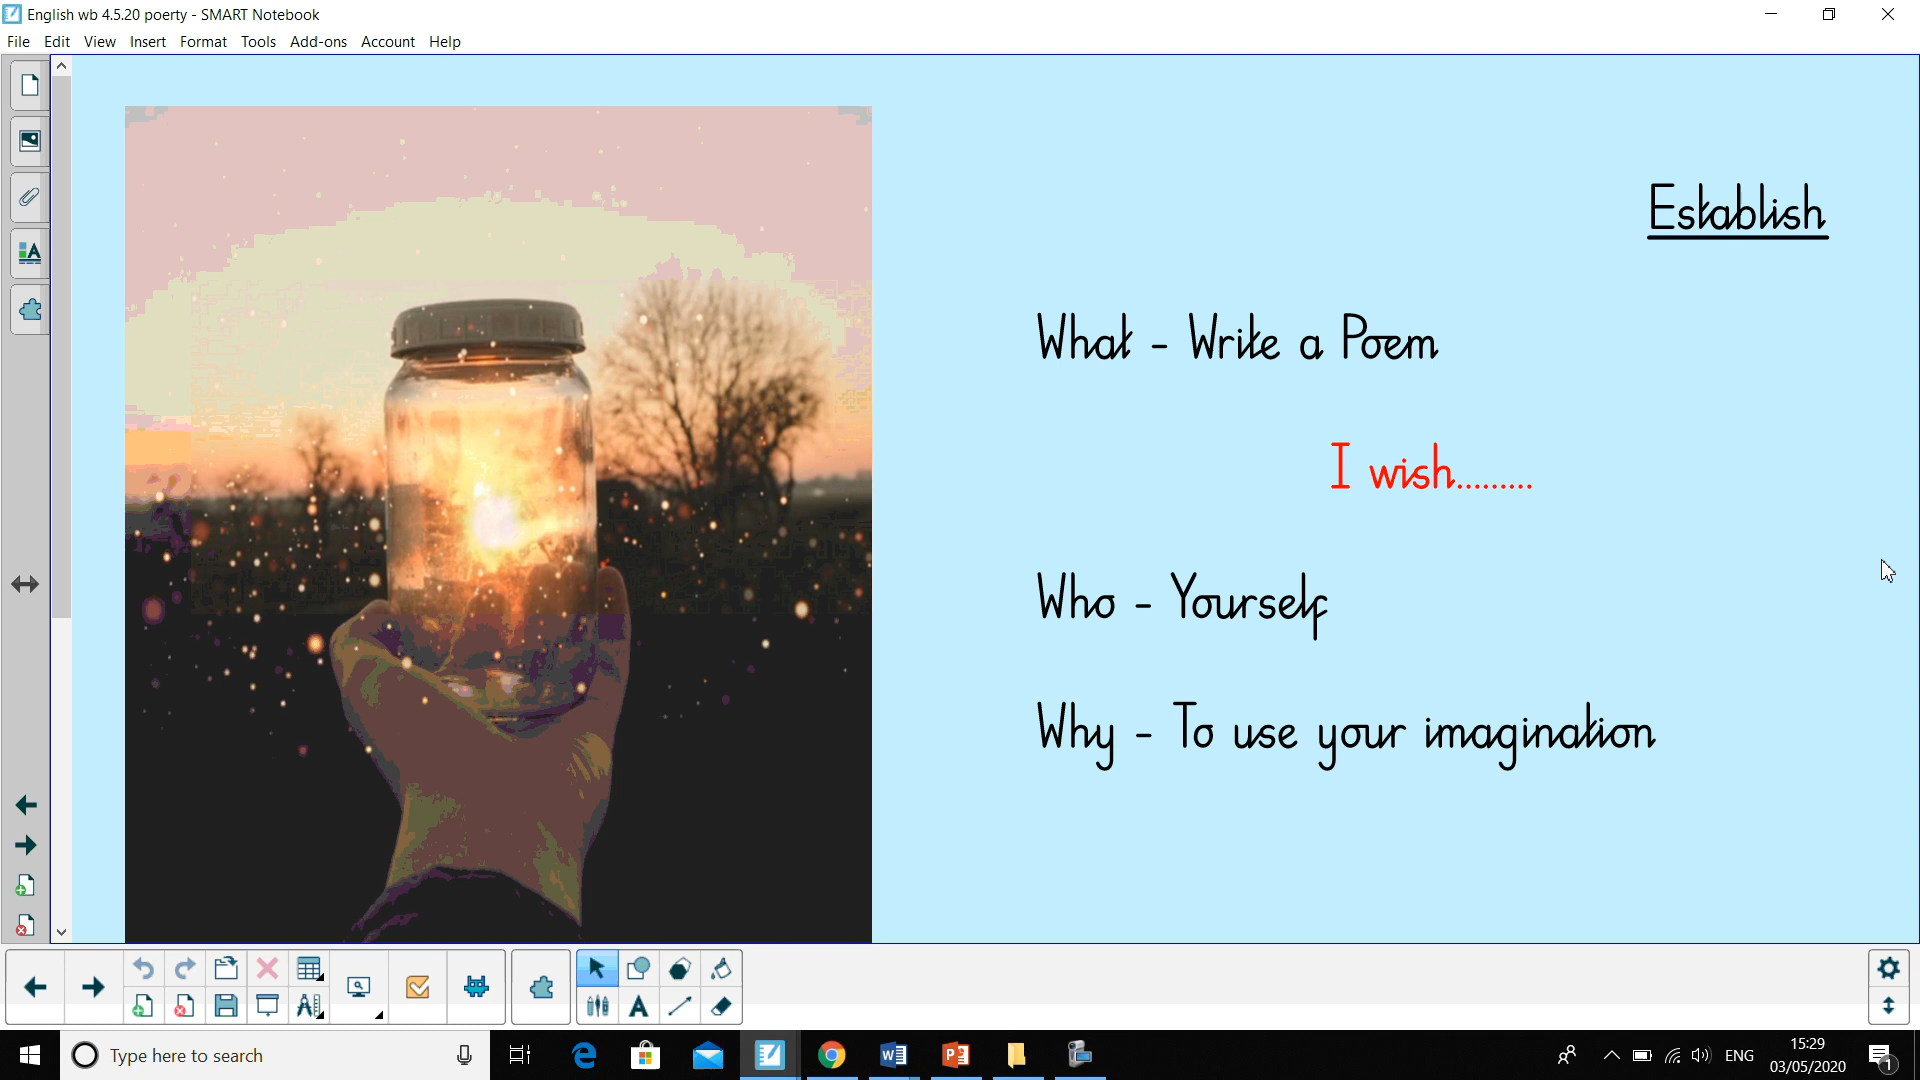 English wb 4.5.20 poerty - SMART Notebook
File Edit View Insert Format Tools Add-ons Account Help
Establish
What - Write a Poem
I wish.........
Who - Yourself
Why - To use your imagination
Type here to search
ENG
15:29
03/05/2020
1